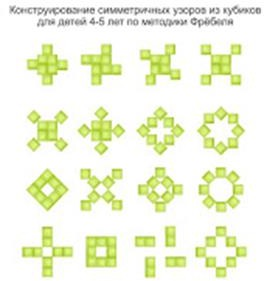 Конструирование симметричных узоров из кубиков
для детей 4-5 лет по методики Фрёбеля